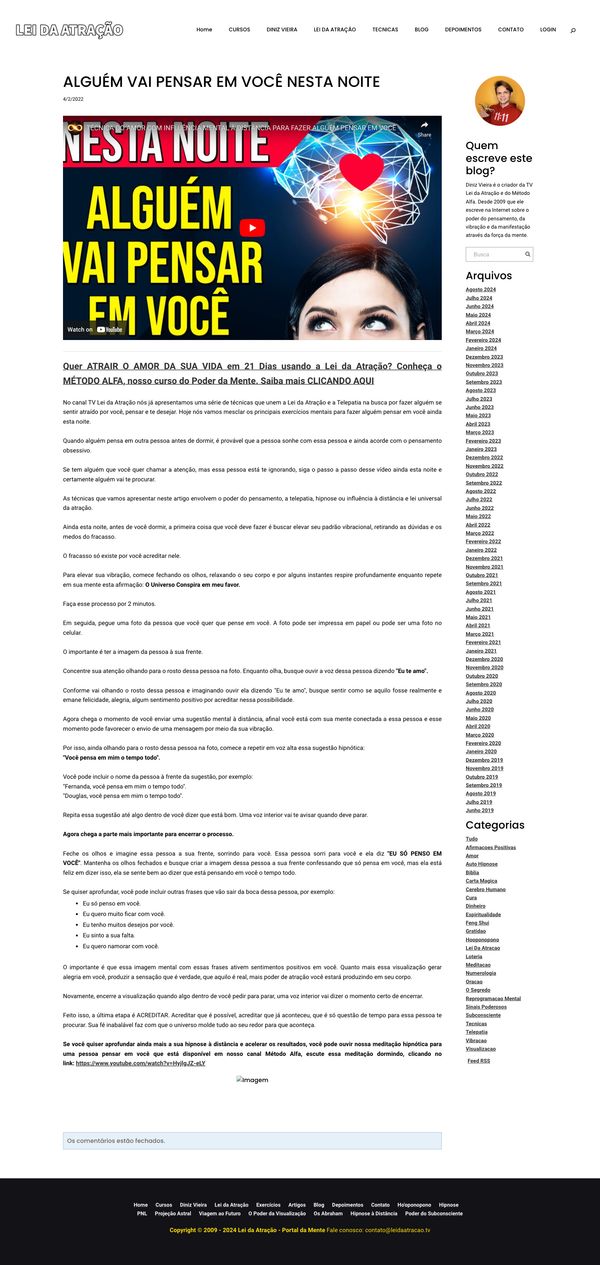 LEI DA ATRAÇÃO
Home CURSOS DINIZ VIEIRA LEI DA ATRAÇÃO TECNICAS BLOG DEPOIMENTOS CONTATO LOGIN
ALGUÉM VAI PENSAR EM VOCÊ NESTA NOITE
4/2/2022
TÉCNICA DO AMOR COM INFLUÊNCIA MENTAL A DISTÂNCIA PARA FAZER ALGUÉM PENSAR EM VOCÊ
Share
NESTA NOITE
ALGUÉM
VAI PENSAR
EM VOCÊ
Watch on YouTube
Quer ATRAIR O AMOR DA SUA VIDA em 21 Dias usando a Lei da Atração? Conheça o
MÉTODO ALFA, nosso curso do Poder da Mente. Saiba mais CLICANDO AQUI
No canal TV Lei da Atração nós já apresentamos uma série de técnicas que unem a Lei da Atração e a Telepatia na busca por fazer alguém se
sentir atraído por você, pensar e te desejar. Hoje nós vamos mesclar os principais exercícios mentais para fazer alguém pensar em você ainda
esta noite.
Quando alguém pensa em outra pessoa antes de dormir, é provável que a pessoa sonhe com essa pessoa e ainda acorde com o pensamento
obsessivo.
Se tem alguém que você quer chamar a atenção, mas essa pessoa está te ignorando, siga o passo a passo desse vídeo ainda esta noite e
certamente alguém vai te procurar.
As técnicas que vamos apresentar neste artigo envolvem o poder do pensamento, a telepatia, hipnose ou influência à distância e lei universal
da atração.
Ainda esta noite, antes de você dormir, a primeira coisa que você deve fazer é buscar elevar seu padrão vibracional, retirando as dúvidas e os
medos do fracasso.
O fracasso só existe por você acreditar nele.
Para elevar sua vibração, comece fechando os olhos, relaxando o seu corpo e por alguns instantes respire profundamente enquanto repete
em sua mente esta afirmação: O Universo Conspira em meu favor.
Faça esse processo por 2 minutos.
Em seguida, pegue uma foto da pessoa que você quer que pense em você. A foto pode ser impressa em papel ou pode ser uma foto no
celular.
O importante é ter a imagem da pessoa à sua frente.
Concentre sua atenção olhando para o rosto dessa pessoa na foto. Enquanto olha, busque ouvir a voz dessa pessoa dizendo "Eu te amo".
Conforme vai olhando o rosto dessa pessoa e imaginando ouvir ela dizendo "Eu te amo", busque sentir como se aquilo fosse realmente e
emane felicidade, alegria, algum sentimento positivo por acreditar nessa possibilidade.
Agora chega o momento de você enviar uma sugestão mental à distância, afinal você está com sua mente conectada a essa pessoa e esse
momento pode favorecer o envio de uma mensagem por meio da sua vibração.
Por isso, ainda olhando para o rosto dessa pessoa na foto, comece a repetir em voz alta essa sugestão hipnótica:
"Você pensa em mim o tempo todo".
Você pode incluir o nome da pessoa à frente da sugestão, por exemplo:
"Fernanda, você pensa em mim o tempo todo".
"Douglas, você pensa em mim o tempo todo".
Repita essa sugestão até algo dentro de você dizer que está bom. Uma voz interior vai te avisar quando deve parar.
Agora chega a parte mais importante para encerrar o processo.
Feche os olhos e imagine essa pessoa a sua frente, sorrindo para você. Essa pessoa sorri para você e ela diz "EU SÓ PENSO EM
VOCÊ". Mantenha os olhos fechados e busque criar a imagem dessa pessoa a sua frente confessando que só pensa em você, mas ela está
feliz em dizer isso, ela se sente bem ao dizer que está pensando em você o tempo todo.
Se quiser aprofundar, você pode incluir outras frases que vão sair da boca dessa pessoa, por exemplo:
• Eu só penso em você.
• Eu quero muito ficar com você.
• Eu tenho muitos desejos por você.
• Eu sinto a sua falta.
• Eu quero namorar com você.
O importante é que essa imagem mental com essas frases ativem sentimentos positivos em você. Quanto mais essa visualização gerar
alegria em você, produzir a sensação que é verdade, que aquilo é real, mais poder de atração você estará produzindo em seu corpo.
Novamente, encerre a visualização quando algo dentro de você pedir para parar, uma voz interior vai dizer o momento certo de encerrar.
Feito isso, a última etapa é ACREDITAR. Acreditar que é possível, acreditar que já aconteceu, que é só questão de tempo para essa pessoa te
procurar. Sua fé inabalável faz com que o universo molde tudo ao seu redor para que aconteça.
Se você quiser aprofundar ainda mais a sua hipnose à distância e acelerar os resultados, você pode ouvir nossa meditação hipnótica para
uma pessoa pensar em você que está disponível em nosso canal Método Alfa, escute essa meditação dormindo, clicando no
link: https://www.youtube.com/watch?v=HyjlgJZ-eLY
Imagem
Os comentários estão fechados.
11:11
Quem
escreve este
blog?
Diniz Vieira é o criador da TV
Lei da Atração e do Método
Alfa. Desde 2009 que ele
escreve na Internet sobre o
poder do pensamento, da
vibração e da manifestação
através da força da mente.
Busca
Arquivos
Agosto 2024
Julho 2024
Junho 2024
Maio 2024
Abril 2024
Março 2024
Fevereiro 2024
Janeiro 2024
Dezembro 2023
Novembro 2023
Outubro 2023
Setembro 2023
Agosto 2023
Julho 2023
Junho 2023
Maio 2023
Abril 2023
Março 2023
Fevereiro 2023
Janeiro 2023
Dezembro 2022
Novembro 2022
Outubro 2022
Setembro 2022
Agosto 2022
Julho 2022
Junho 2022
Maio 2022
Abril 2022
Março 2022
Fevereiro 2022
Janeiro 2022
Dezembro 2021
Novembro 2021
Outubro 2021
Setembro 2021
Agosto 2021
Julho 2021
Junho 2021
Maio 2021
Abril 2021
Março 2021
Fevereiro 2021
Janeiro 2021
Dezembro 2020
Novembro 2020
Outubro 2020
Setembro 2020
Agosto 2020
Julho 2020
Junho 2020
Maio 2020
Abril 2020
Março 2020
Fevereiro 2020
Janeiro 2020
Dezembro 2019
Novembro 2019
Outubro 2019
Setembro 2019
Agosto 2019
Julho 2019
Junho 2019
Categorias
Tudo
Afirmacoes Positivas
Amor
Auto Hipnose
Biblia
Carta Magica
Cerebro Humano
Cura
Dinheiro
Espiritualidade
Feng Shui
Gratidao
Hooponopono
Lei Da Atracao
Loteria
Meditacao
Numerologia
Oracao
O Segredo
Reprogramacao Mental
Sinais Poderosos
Subconsciente
Tecnicas
Telepatia
Vibracao
Visualizacao
Feed RSS
Home Cursos Diniz Vieira Lei da Atração Exercícios Artigos Blog Depoimentos Contato Ho'oponopono Hipnose
PNL Projeção Astral Viagem ao Futuro O Poder da Visualização Os Abraham Hipnose à Distância Poder do Subconsciente
Copyright © 2009 - 2024 Lei da Atração - Portal da Mente Fale conosco: contato@leidaatracao.tv